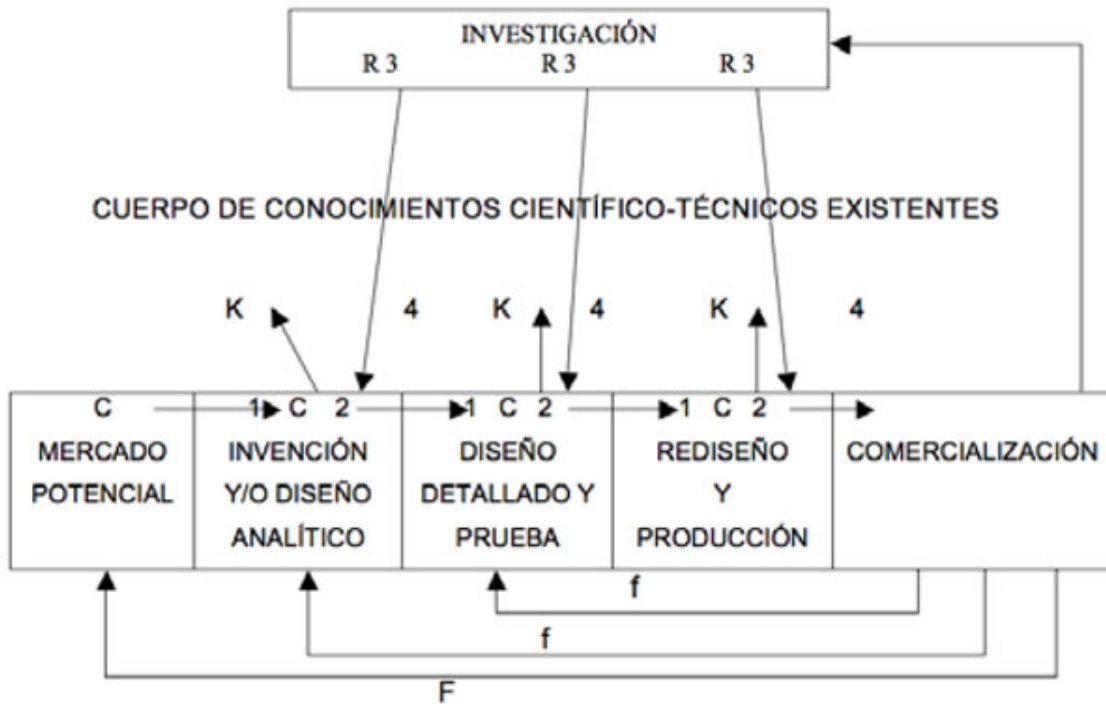 INVESTIGACIÓN
R 3 R 3 R 3
CUERPO DE CONOCIMIENTOS CIENTÍFICO-TÉCNICOS EXISTENTES
K 4 K 4 K 4
C 1 C 2 1 C 2 1 C 2
MERCADO POTENCIAL
INVENCIÓN Y/O DISEÑO ANALÍTICO
DISEÑO DETALLADO Y PRUEBA
REDISEÑO Y PRODUCCIÓN
COMERCIALIZACIÓN
f
f
F